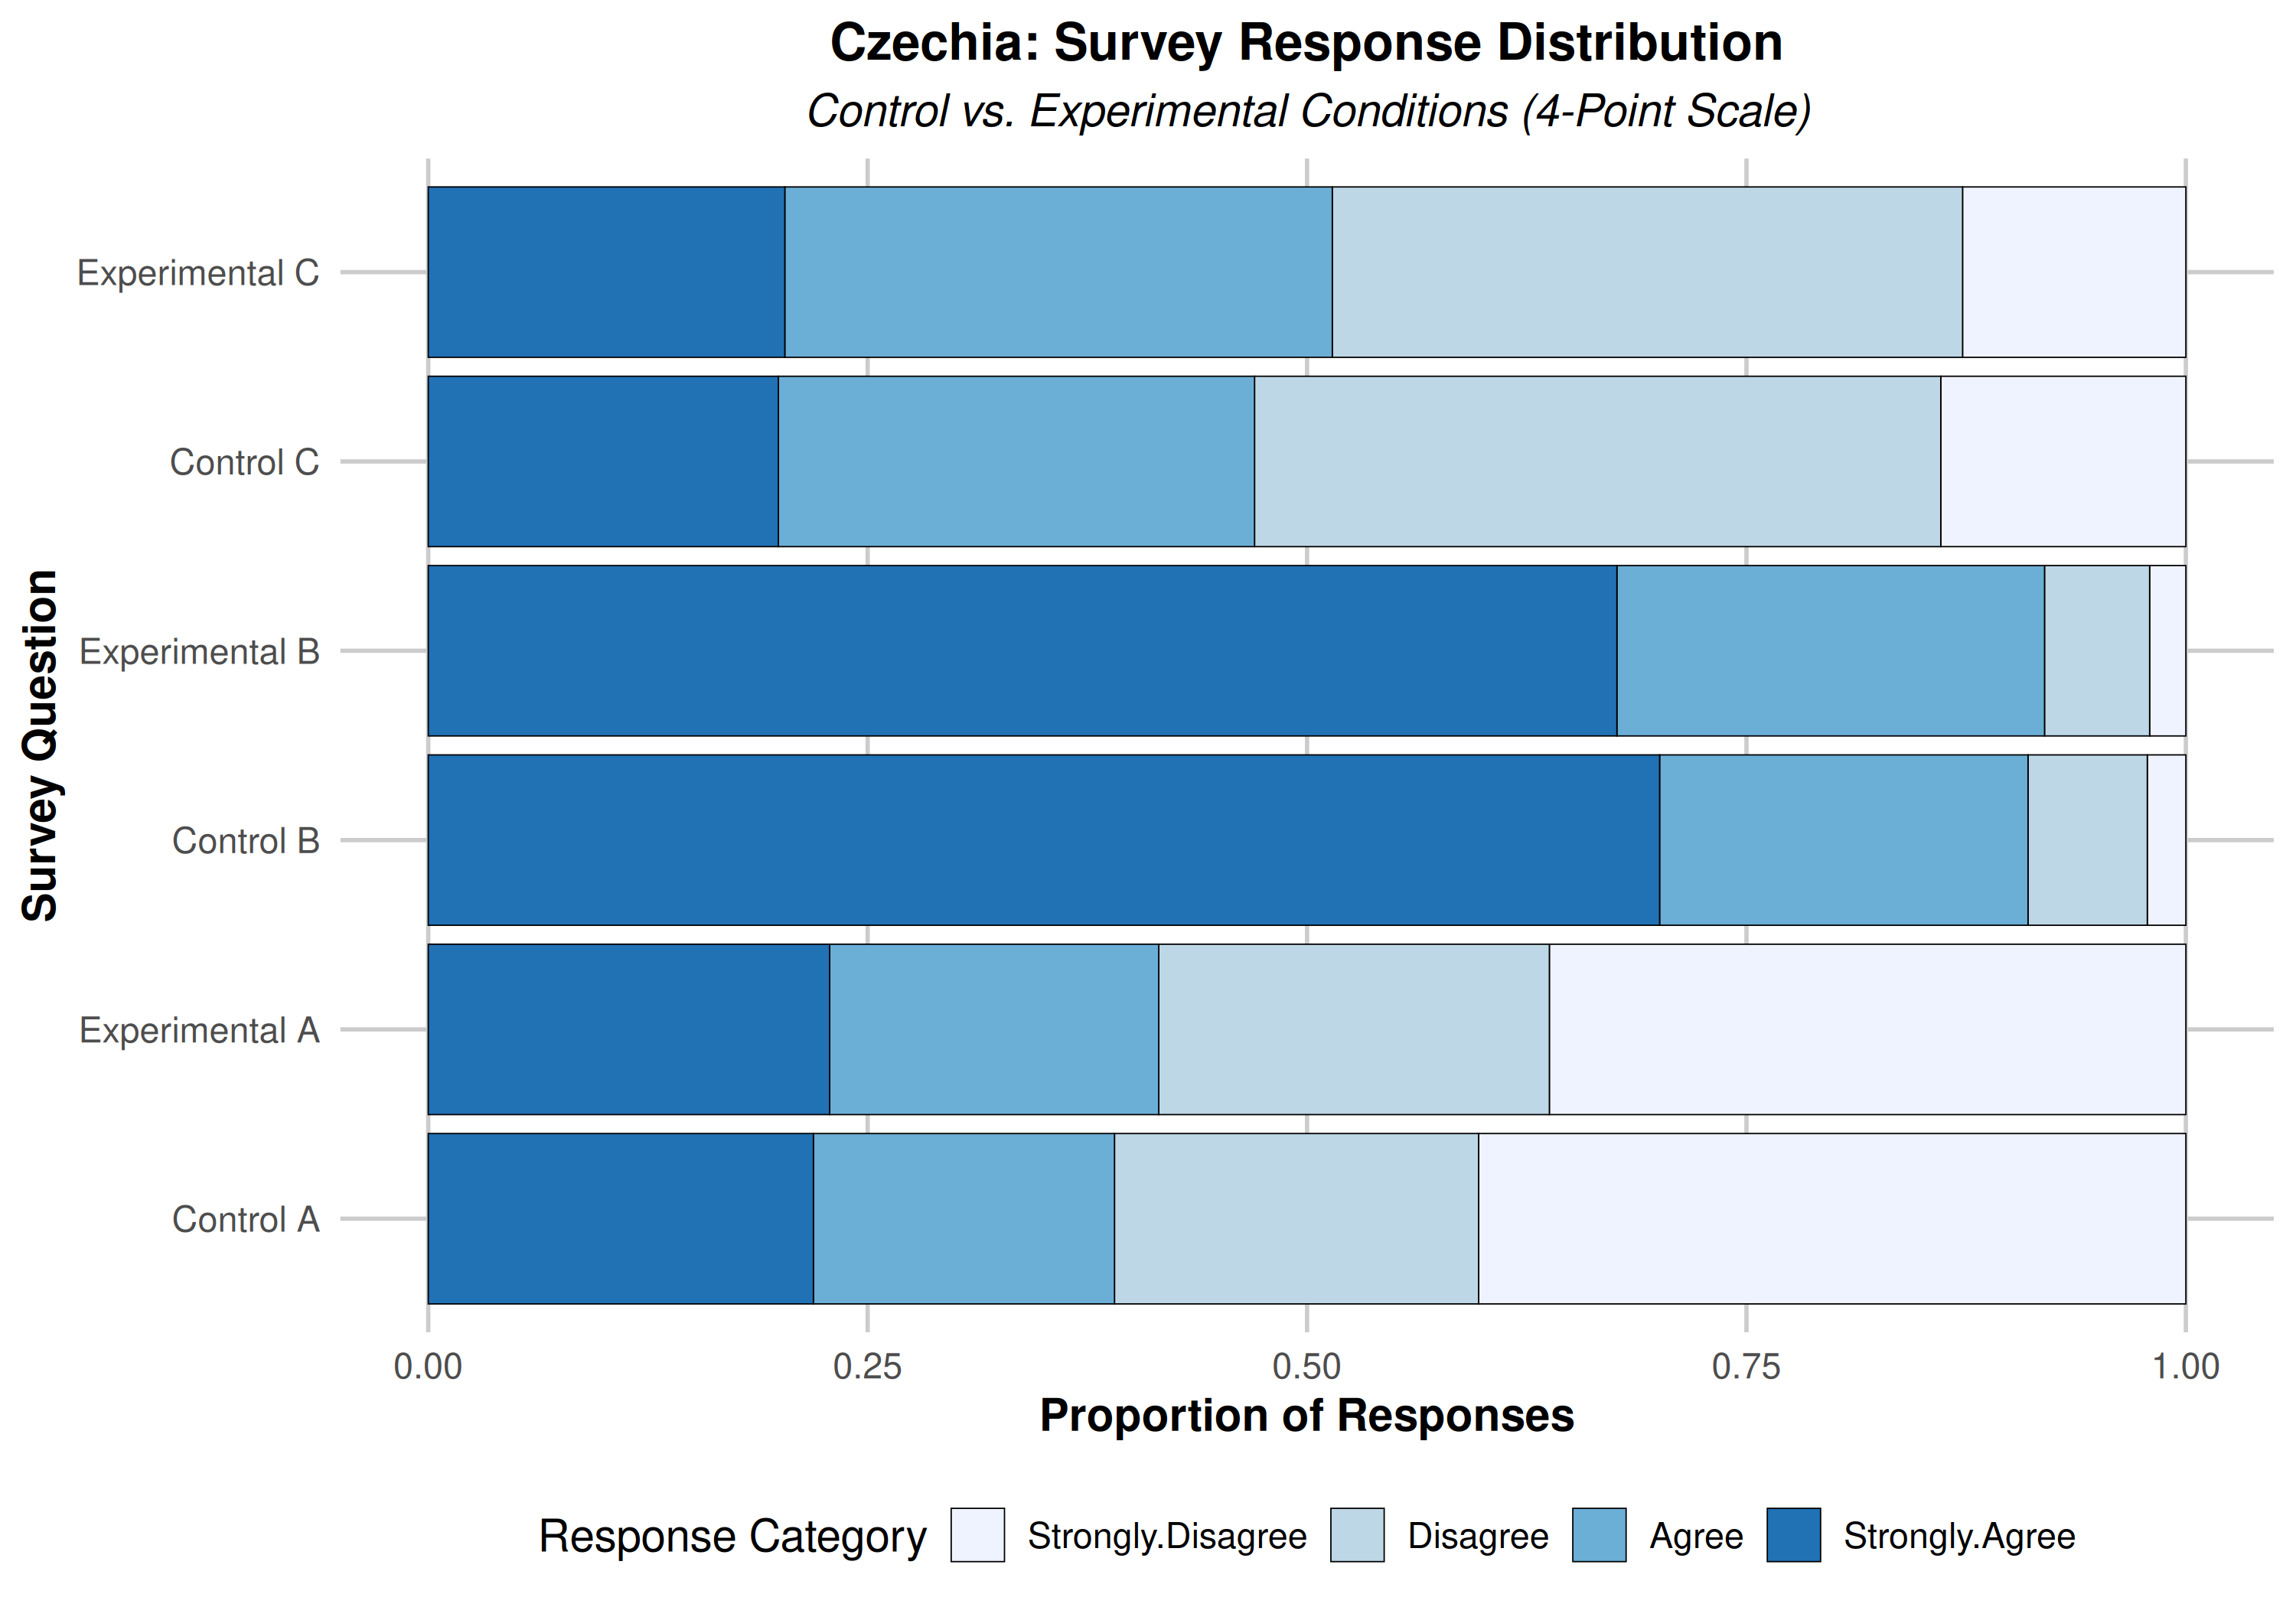 Czechia: Survey Response Distribution
Control vs. Experimental Conditions (4-Point Scale)
Survey Question
Experimental C
Control C
Experimental B
Control B
Experimental A
Control A
0.00 0.25 0.50 0.75 1.00
Proportion of Responses
Response Category Strongly.Disagree Disagree Agree Strongly.Agree